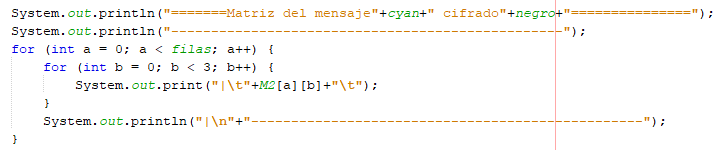 System.out.println("=======Matriz del mensaje"+cyan+" cifrado"+negro+"===============");
System.out.println("-------------------------------------------------");
for (int a = 0; a < filas; a++) {
for (int b = 0; b < 3; b++) {
System.out.print("|\t"+M2[a][b]+"\t");
}
System.out.println("|\n"+"-------------------------------------------------");
}